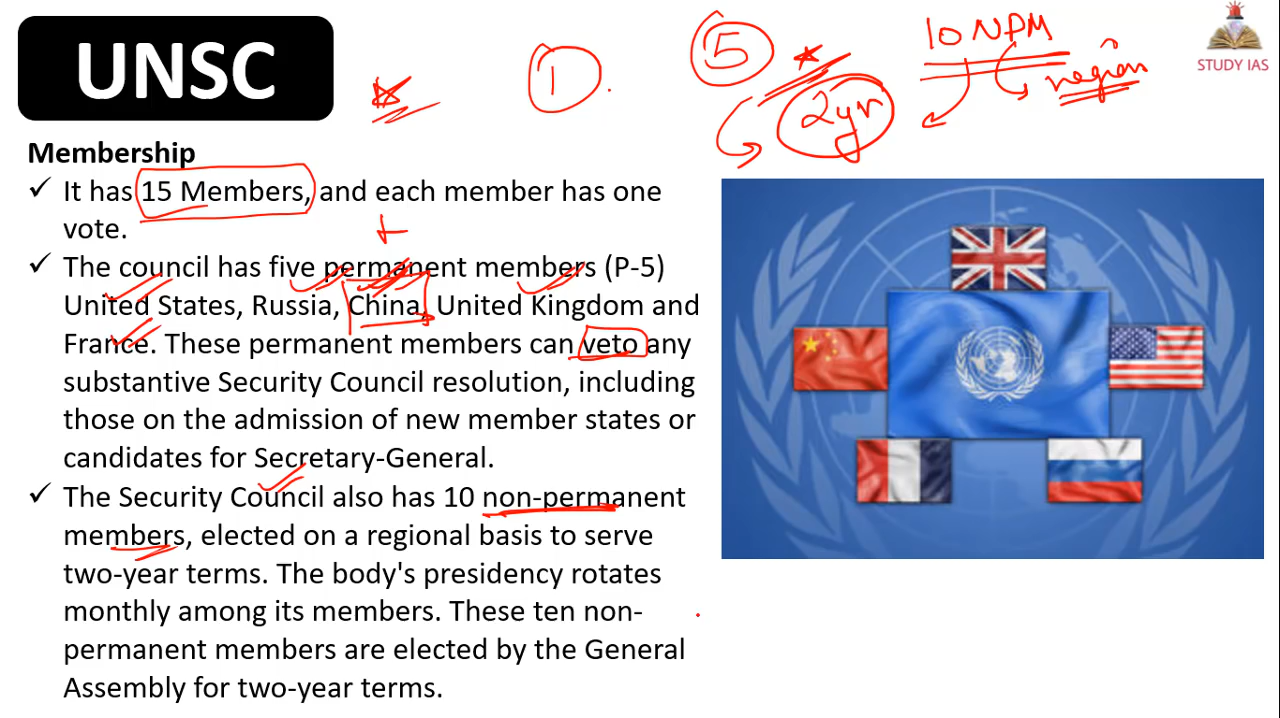 UNSC
1
5
2yr
10 NPM
region
STUDY IAS
Membership
✓ It has 15 Members, and each member has one
vote.
✓ The council has five permanent members (P-5)
United States, Russia, China, United Kingdom and
France. These permanent members can veto any
substantive Security Council resolution, including
those on the admission of new member states or
candidates for Secretary-General.
✓ The Security Council also has 10 non-permanent
members, elected on a regional basis to serve
two-year terms. The body's presidency rotates
monthly among its members. These ten non-
permanent members are elected by the General
Assembly for two-year terms.